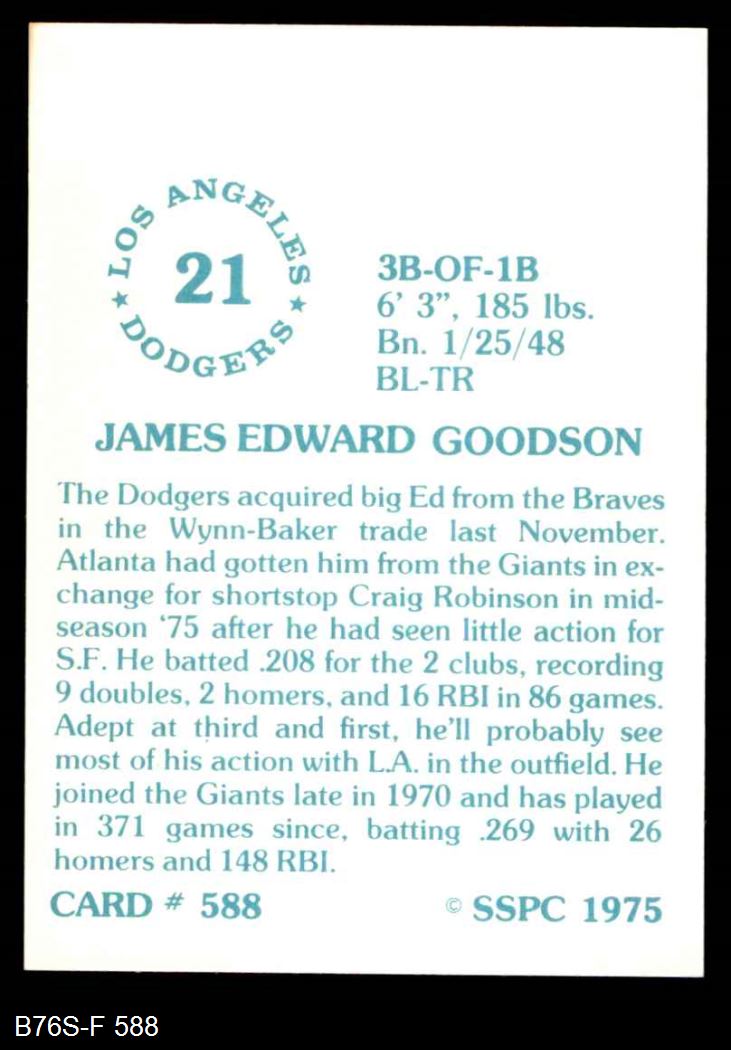 LOS ANGELES
★ DODGERS ★
21
3B-OF-1B
6' 3", 185 lbs.
Bn. 1/25/48
BL-TR
JAMES EDWARD GOODSON
The Dodgers acquired big Ed from the Braves
in the Wynn-Baker trade last November.
Atlanta had gotten him from the Giants in ex-
change for shortstop Craig Robinson in mid-
season '75 after he had seen little action for
S.F. He batted .208 for the 2 clubs, recording
9 doubles, 2 homers, and 16 RBI in 86 games.
Adept at third and first, he'll probably see
most of his action with L.A. in the outfield. He
joined the Giants late in 1970 and has played
in 371 games since, batting .269 with 26
homers and 148 RBI.
CARD # 588
© SSPC 1975
B76S-F 588